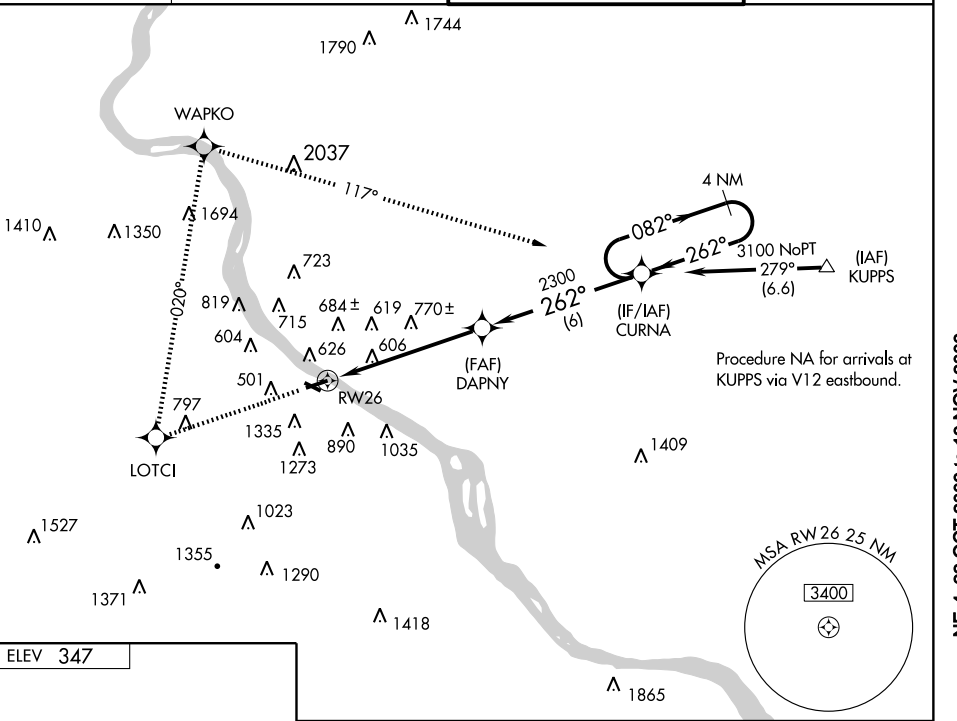 1744
1790
WAPKO
2037
117°
4 NM
1694
1410
1350
082°
262°
3100 NoPT
279°
(6.6)
(IAF)
KUPPS
723
020°
2300
262°
(6)
(IF/IAF)
CURNA
819
715
684±
619
770±
604
626
606
(FAF)
DAPNY
Procedure NA for arrivals at
KUPPS via V12 eastbound.
501
RW26
797
1335
890
1035
1409
LOTCI
1273
1023
1527
1355
1290
1371
1418
MSA RW26 25 NM
3400
ELEV 347
1865